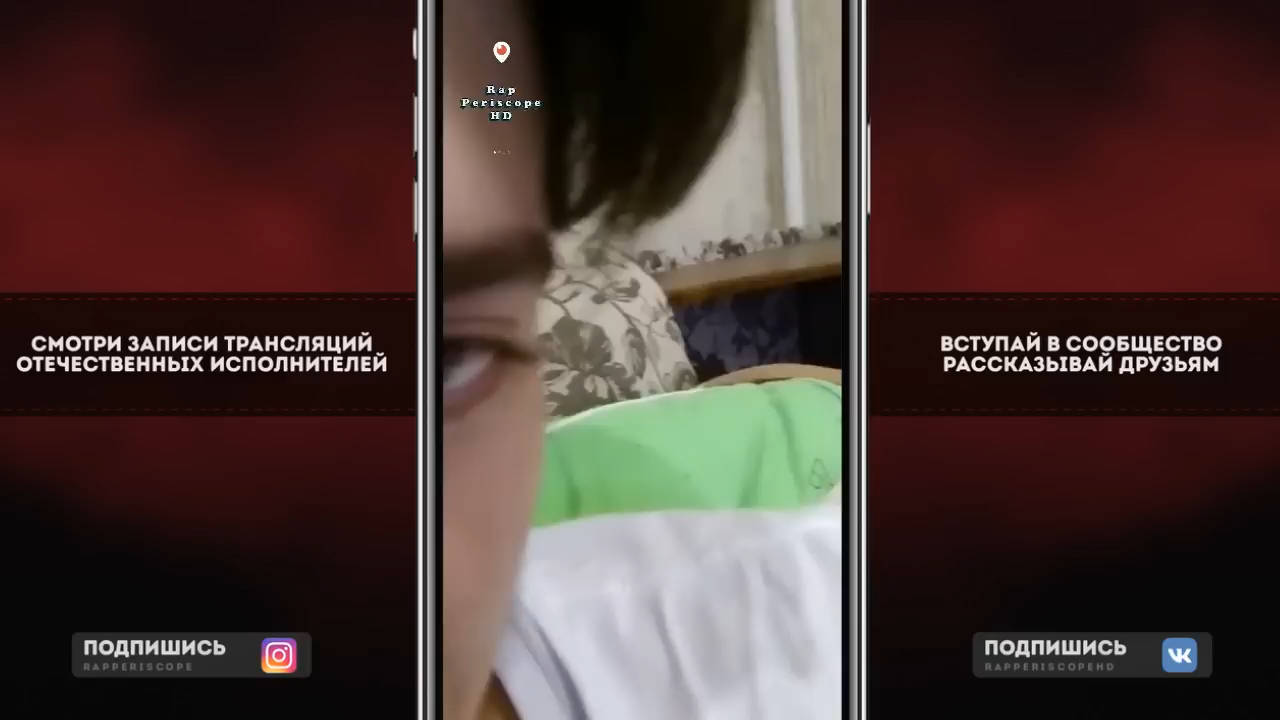 Rap
Periscope
HD
СМОТРИ ЗАПИСИ ТРАНСЛЯЦИЙ
ОТЕЧЕСТВЕННЫХ ИСПОЛНИТЕЛЕЙ
ВСТУПАЙ В СООБЩЕСТВО
РАССКАЗЫВАЙ ДРУЗЬЯМ
ПОДПИШИСЬ
RAPPERISCOPE
ПОДПИШИСЬ
RAPPERISCOPEHD